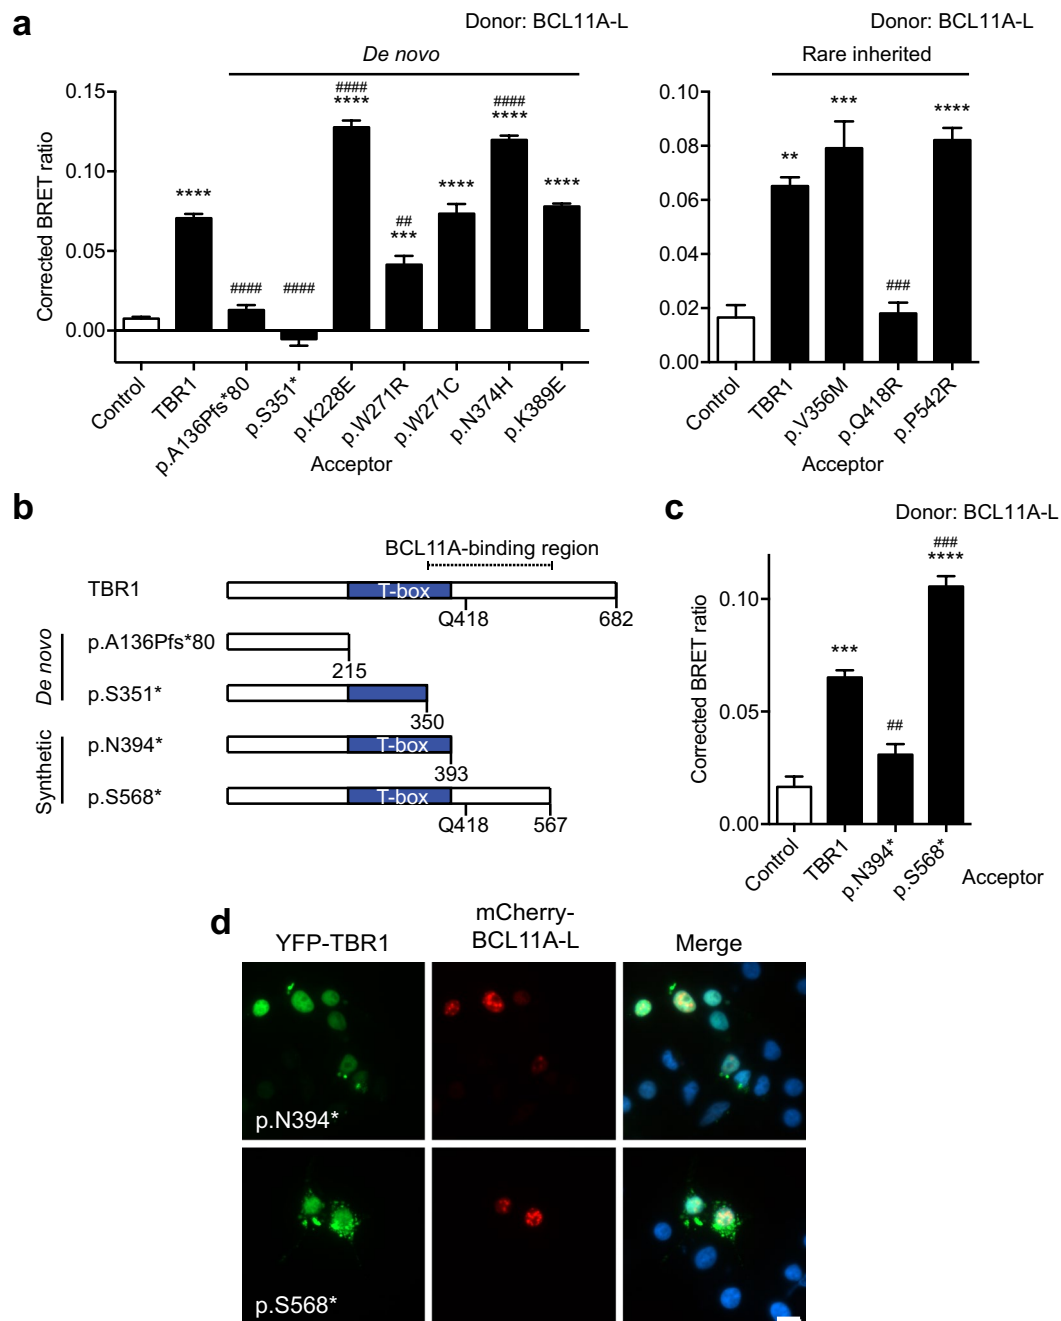 a
Donor: BCL11A-L
De novo
Corrected BRET ratio
0.15
0.10
0.05
0.00
****
####
####
####
****
##
***
****
####
****
****
Control
TBR1
p.A136Pfs*80
p.S351*
p.K228E
p.W271R
p.W271C
p.N374H
p.K389E
Acceptor
Donor: BCL11A-L
Rare inherited
0.10
0.08
0.06
0.04
0.02
0.00
**
***
###
****
Control
TBR1
p.V356M
p.Q418R
p.P542R
Acceptor
b
BCL11A-binding region
TBR1
T-box
Q418
682
De novo
p.A136Pfs*80
215
p.S351*
350
Synthetic
p.N394*
T-box
393
p.S568*
T-box
Q418
567
c
Donor: BCL11A-L
Corrected BRET ratio
0.10
0.05
0.00
***
##
###
****
Control
TBR1
p.N394*
p.S568*
Acceptor
d
YFP-TBR1
mCherry-
BCL11A-L
Merge
p.N394*
p.S568*